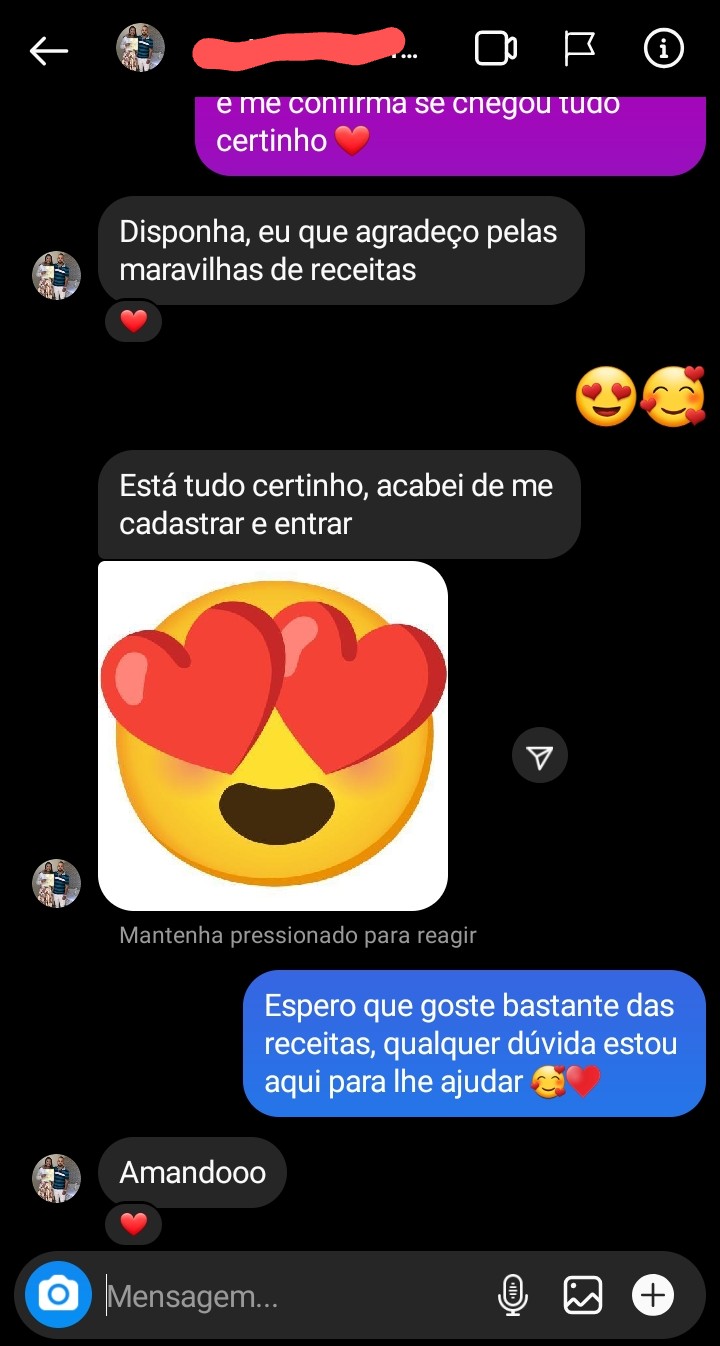 e me confirma se chegou tudo
certinho ❤️
Disponha, eu que agradeço pelas
maravilhas de receitas
❤️
😍🥰
Está tudo certinho, acabei de me
cadastrar e entrar
Mantenha pressionado para reagir
Espero que goste bastante das
receitas, qualquer dúvida estou
aqui para lhe ajudar 🥰♥️
Amandooo
❤️
Mensagem...